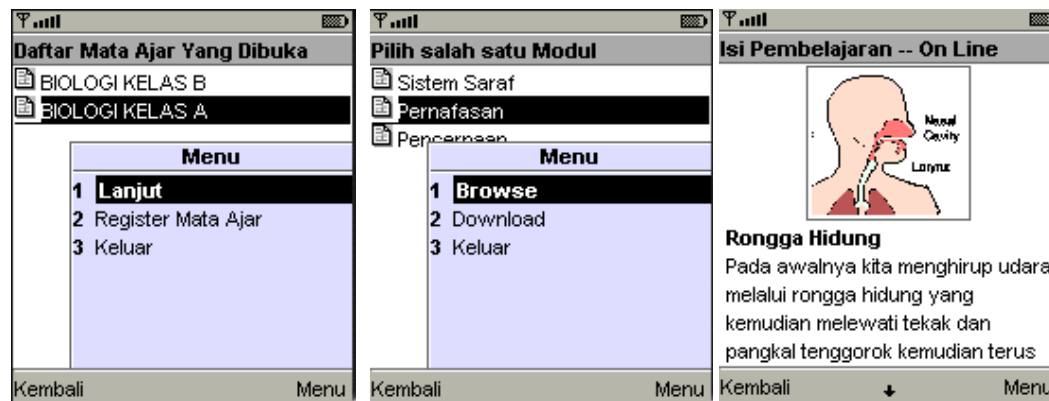 Daftar Mata Ajar Yang Dibuka
BIOLOGI KELAS B
BIOLOGI KELAS A
Menu
1 Lanjut
2 Register Mata Ajar
3 Keluar
Kembali Menu
Pilih salah satu Modul
Sistem Saraf
Pernafasan
Pencernaan
Menu
1 Browse
2 Download
3 Keluar
Kembali Menu
Isi Pembelajaran -- On Line
Nasal
Cavity
Larynx
Rongga Hidung
Pada awalnya kita menghirup udara
melalui rongga hidung yang
kemudian melewati tekak dan
pangkal tenggorok kemudian terus
Kembali Menu